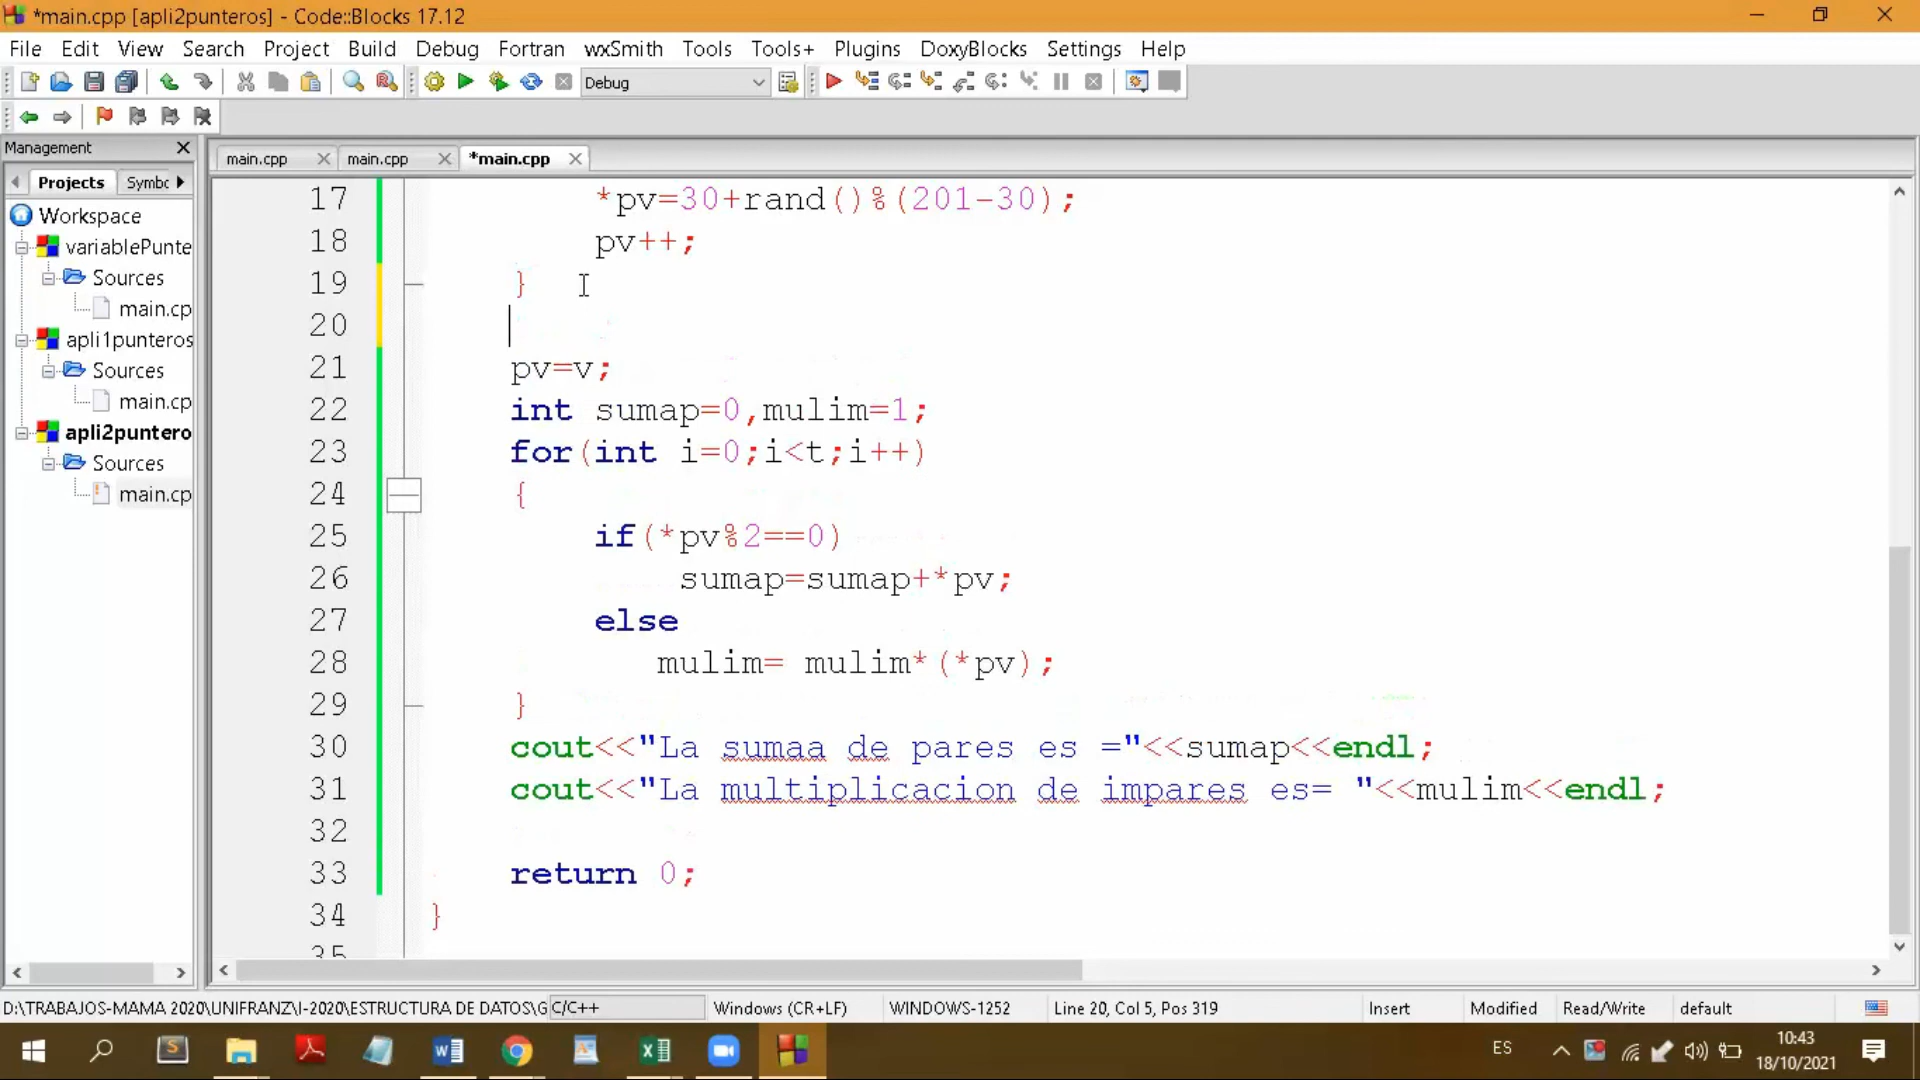 *main.cpp [apli2punteros] - Code::Blocks 17.12
File Edit View Search Project Build Debug Fortran wxSmith Tools Tools+ Plugins DoxyBlocks Settings Help
Debug
Management
main.cpp main.cpp *main.cpp
Projects Symbc
Workspace
variablePunte
Sources
main.cp
apli1punteros
Sources
main.cp
apli2puntero
Sources
main.cp
17 *pv=30+rand()%(201-30);
18 pv++;
19 }
20
21 pv=v;
22 int sumap=0,mulim=1;
23 for(int i=0;i<t;i++)
24 {
25 if(*pv%2==0)
26 sumap=sumap+*pv;
27 else
28 mulim= mulim*(*pv);
29 }
30 cout<<"La sumaa de pares es ="<<sumap<<endl;
31 cout<<"La multiplicacion de impares es= "<<mulim<<endl;
32
33 return 0;
34 }
35
D:\TRABAJOS-MAMA 2020\UNIFRANZ\I-2020\ESTRUCTURA DE DATOS\G C/C++ Windows (CR+LF) WINDOWS-1252 Line 20, Col 5, Pos 319 Insert Modified Read/Write default
ES
10:43
18/10/2021